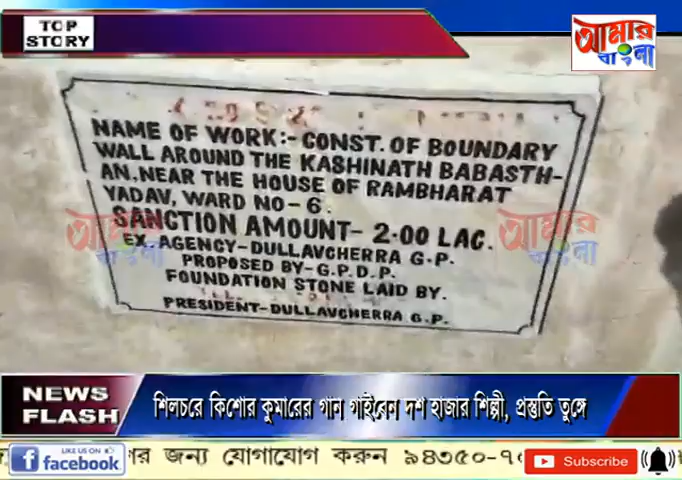 TOP
STORY
আমার
বাংলা
NAME OF WORK:- CONST. OF BOUNDARY
WALL AROUND THE KASHINATH BABASTH-
AN. NEAR THE HOUSE OF RAMBHARAT
YADAV, WARD NO-6.
SANCTION AMOUNT- 2.00 LAC.
EX. AGENCY-DULLAVCHERRA G.P.
PROPOSED BY-G.P.D.P.
FOUNDATION STONE LAID BY.
PRESIDENT-DULLAVCHERRA G.P.
আমার
বাংলা
আমার
বাংলা
NEWS
FLASH
শিলচরে কিশোর কুমারের গান গাইবেন দশ হাজার শিল্পী, প্রস্তুতি তুঙ্গে
LIKE US ON
facebook
র জন্য যোগাযোগ করুন ৯৪৩৫০-৭
Subscribe